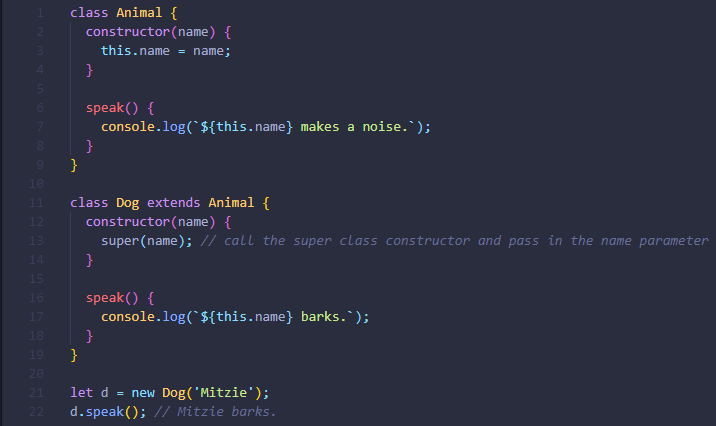 1 class Animal {
2   constructor(name) {
3     this.name = name;
4   }
5
6   speak() {
7     console.log(`${this.name} makes a noise.`);
8   }
9 }
10
11 class Dog extends Animal {
12   constructor(name) {
13     super(name); // call the super class constructor and pass in the name parameter
14   }
15
16   speak() {
17     console.log(`${this.name} barks.`);
18   }
19 }
20
21 let d = new Dog('Mitzie');
22 d.speak(); // Mitzie barks.